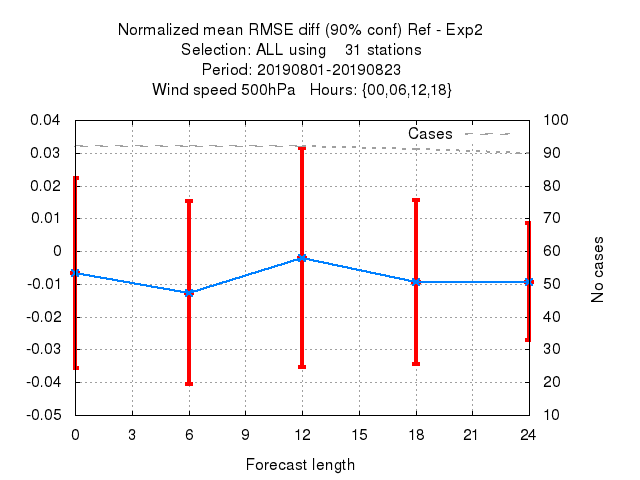 Normalized mean RMSE diff (90% conf) Ref - Exp2
Selection: ALL using    31 stations
Period: 20190801-20190823
Wind speed 500hPa   Hours: {00,06,12,18}
Cases
0.04
0.03
0.02
0.01
0
-0.01
-0.02
-0.03
-0.04
-0.05
100
90
80
70
60
50
40
30
20
10
No cases
0 3 6 9 12 15 18 21 24
Forecast length